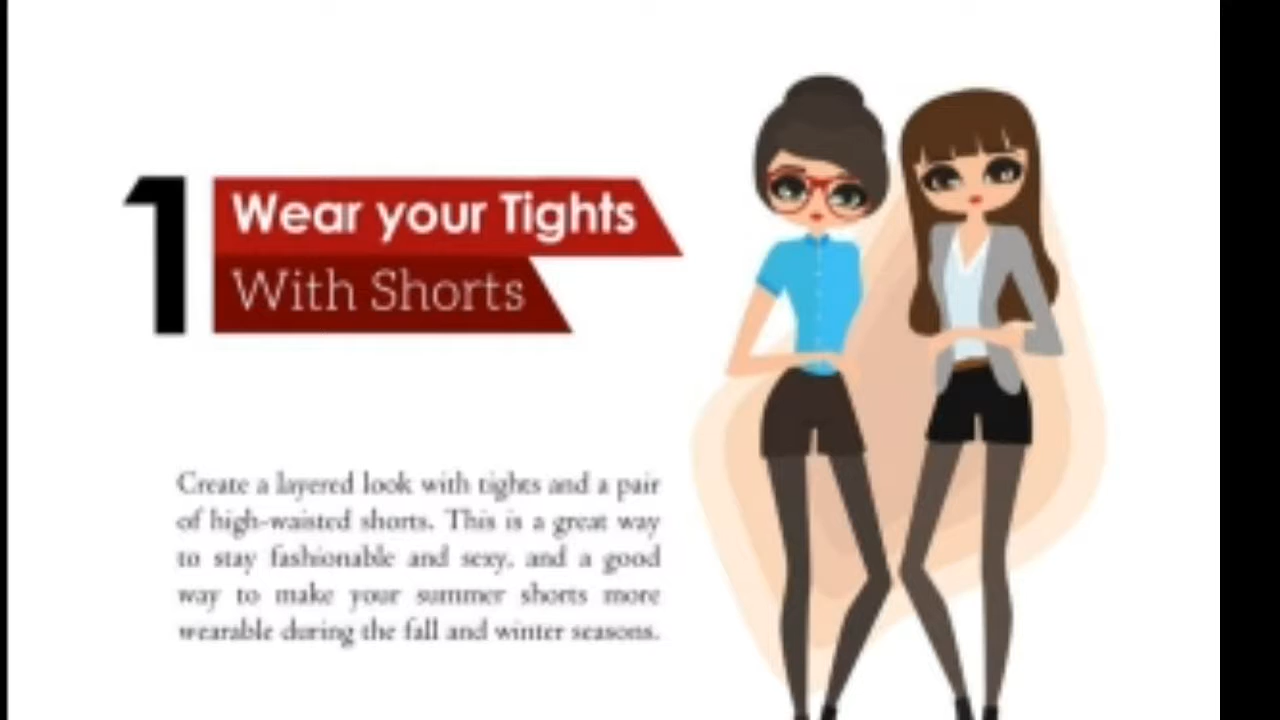 1
Wear your Tights
With Shorts
Create a layered look with tights and a pair
of high-waisted shorts. This is a great way
to stay fashionable and sexy, and a good
way to make your summer shorts more
wearable during the fall and winter seasons.